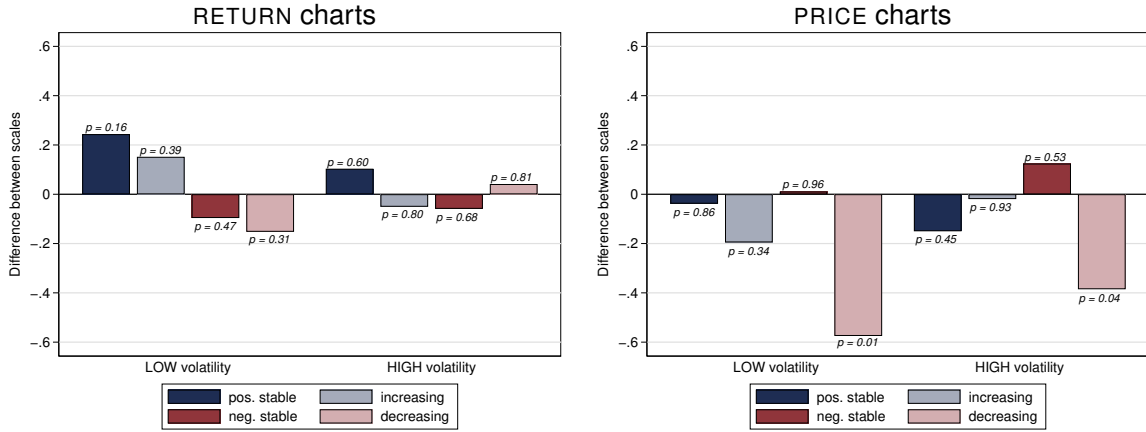 RETURN charts
Difference between scales
.6
.4
.2
0
-.2
-.4
-.6
p = 0.16
p = 0.39
p = 0.47
p = 0.31
p = 0.60
p = 0.80
p = 0.68
p = 0.81
LOW volatility
HIGH volatility
pos. stable
increasing
neg. stable
decreasing
PRICE charts
Difference between scales
.6
.4
.2
0
-.2
-.4
-.6
p = 0.86
p = 0.34
p = 0.96
p = 0.01
p = 0.45
p = 0.93
p = 0.53
p = 0.04
LOW volatility
HIGH volatility
pos. stable
increasing
neg. stable
decreasing